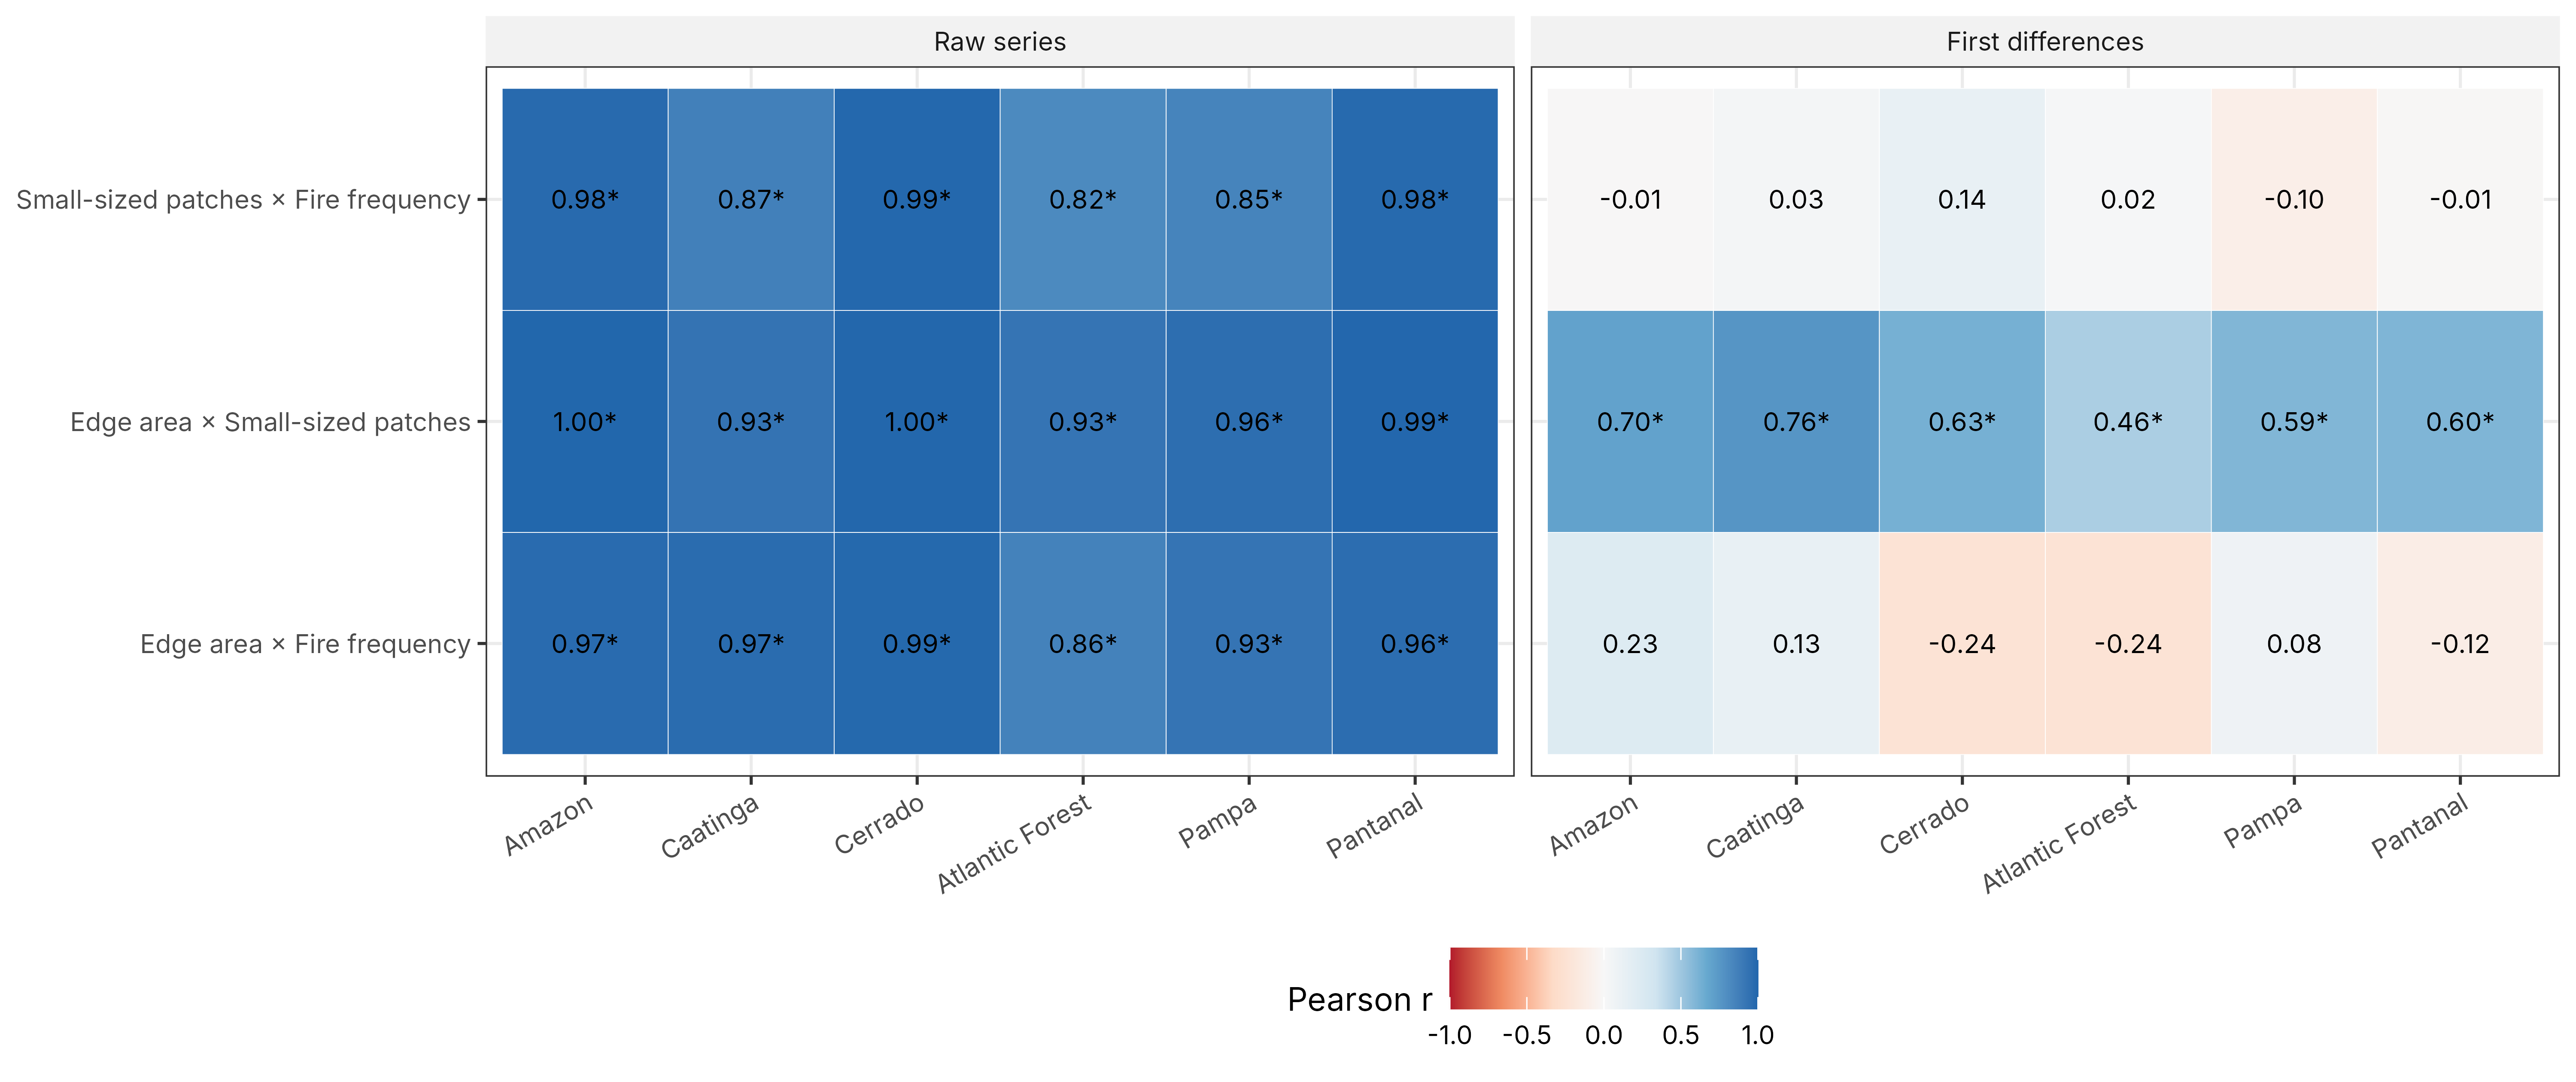 Raw series
First differences
Small-sized patches × Fire frequency
0.98* 0.87* 0.99* 0.82* 0.85* 0.98*
-0.01 0.03 0.14 0.02 -0.10 -0.01
Edge area × Small-sized patches
1.00* 0.93* 1.00* 0.93* 0.96* 0.99*
0.70* 0.76* 0.63* 0.46* 0.59* 0.60*
Edge area × Fire frequency
0.97* 0.97* 0.99* 0.86* 0.93* 0.96*
0.23 0.13 -0.24 -0.24 0.08 -0.12
Amazon Caatinga Cerrado Atlantic Forest Pampa Pantanal
Amazon Caatinga Cerrado Atlantic Forest Pampa Pantanal
Pearson r
-1.0 -0.5 0.0 0.5 1.0